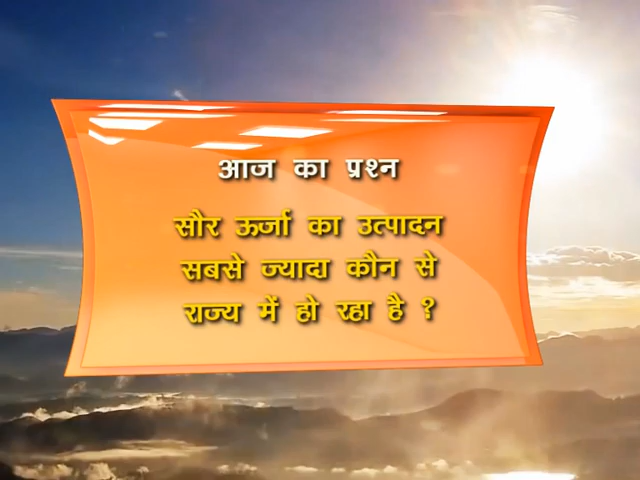 आज का प्रश्न
सौर ऊर्जा का उत्पादन
सबसे ज्यादा कौन से
राज्य में हो रहा है ?